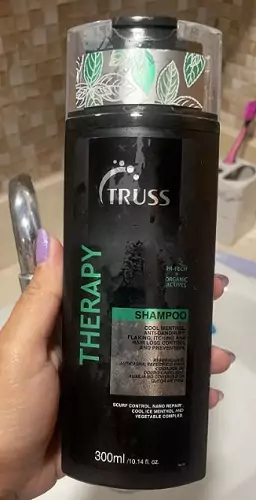 TRUSS
HI-TECH
+
ORGANIC
ACTIVES
THERAPY
SHAMPOO
COOL MENTHOL
ANTI-DANDRUFF
FLAKING, ITCHING AND
HAIR LOSS CONTROL
AND PREVENTION
SCURF CONTROL, NANO REPAIR,
COOL ICE MENTHOL AND
VEGETABLE COMPLEX.
300ml /10.14 fl. oz.